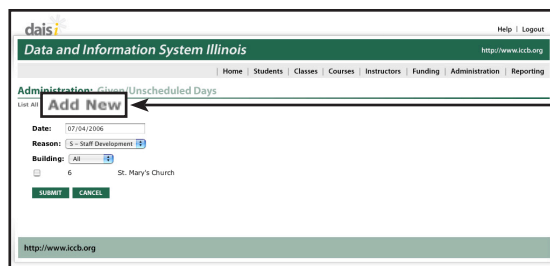 daisi
Help | Logout
Data and Information System Illinois
http://www.iccb.org
| Home | Students | Classes | Courses | Instructors | Funding | Administration | Reporting
Administration: Given/Unscheduled Days
List All Add New
Date: 07/04/2006
Reason: S - Staff Development
Building: All
6 St. Mary's Church
SUBMIT CANCEL
http://www.iccb.org